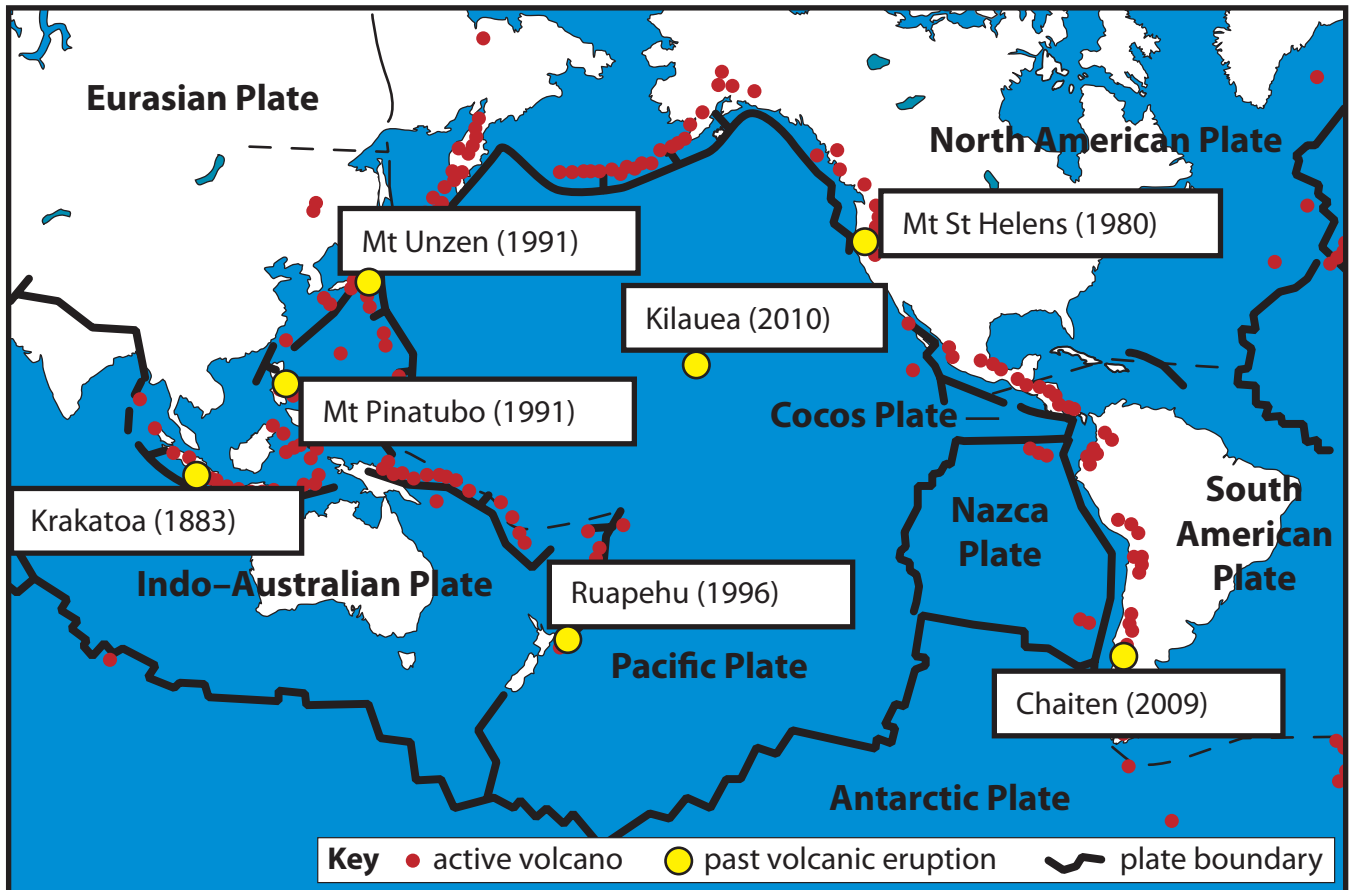 Eurasian Plate
North American Plate
Mt Unzen (1991)
Mt St Helens (1980)
Kilauea (2010)
Mt Pinatubo (1991)
Cocos Plate
Krakatoa (1883)
Nazca
Plate
South
American
Plate
Indo–Australian Plate
Ruapehu (1996)
Pacific Plate
Chaiten (2009)
Antarctic Plate
Key active volcano past volcanic eruption plate boundary